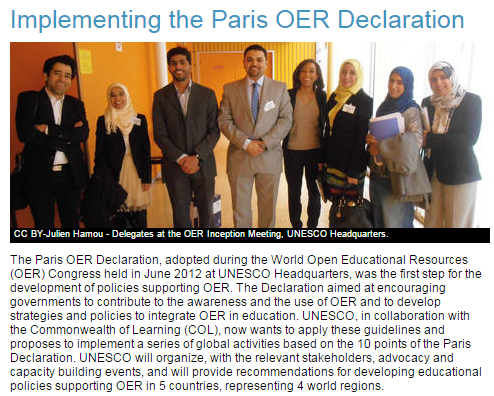 Implementing the Paris OER Declaration
CC BY-Julien Hamou - Delegates at the OER Inception Meeting, UNESCO Headquarters.
The Paris OER Declaration, adopted during the World Open Educational Resources
(OER) Congress held in June 2012 at UNESCO Headquarters, was the first step for the
development of policies supporting OER. The Declaration aimed at encouraging
governments to contribute to the awareness and the use of OER and to develop
strategies and policies to integrate OER in education. UNESCO, in collaboration with
the Commonwealth of Learning (COL), now wants to apply these guidelines and
proposes to implement a series of global activities based on the 10 points of the Paris
Declaration. UNESCO will organize, with the relevant stakeholders, advocacy and
capacity building events, and will provide recommendations for developing educational
policies supporting OER in 5 countries, representing 4 world regions.